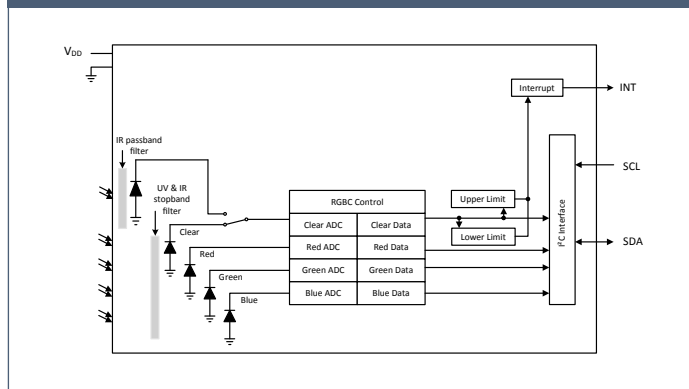 VDD
Interrupt
INT
IR passband
filter
UV & IR
stopband
filter
SCL
RGBC Control
Upper Limit
Clear
Clear ADC
Clear Data
Lower Limit
I²C Interface
SDA
Red
Red ADC
Red Data
Green
Green ADC
Green Data
Blue
Blue ADC
Blue Data